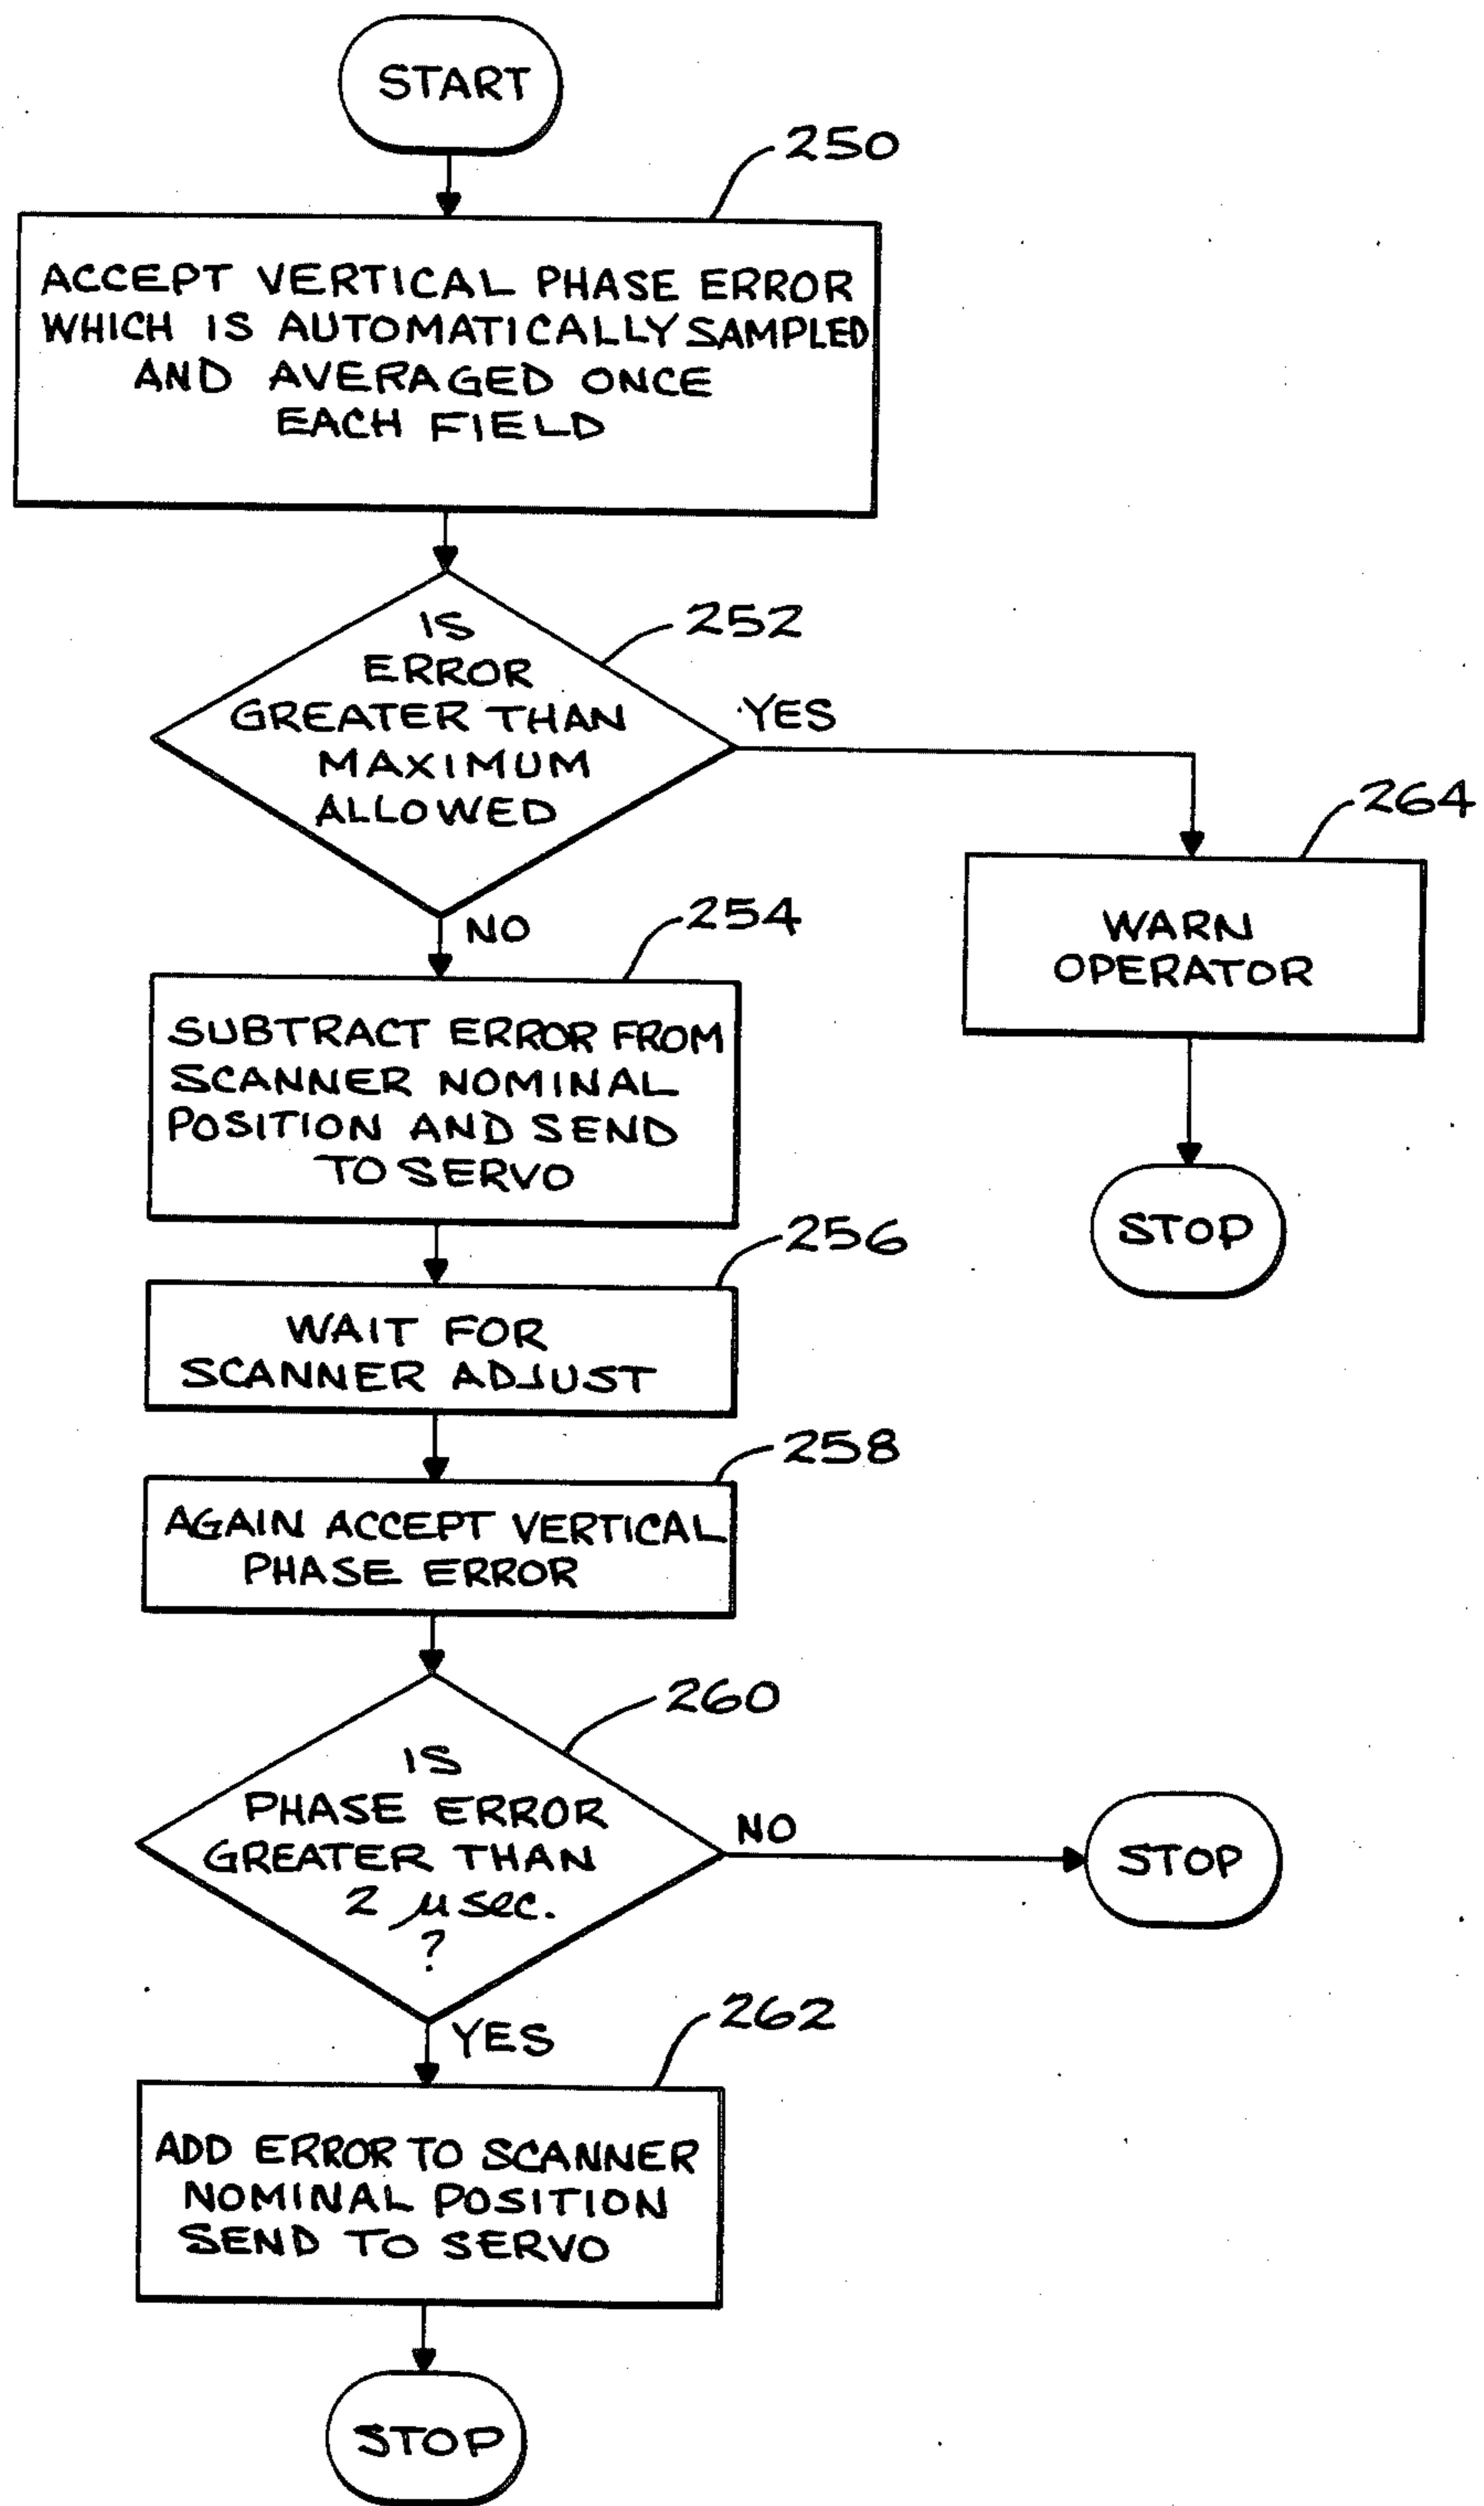 START
250
ACCEPT VERTICAL PHASE ERROR
WHICH IS AUTOMATICALLY SAMPLED
AND AVERAGED ONCE
EACH FIELD
252
IS
ERROR
GREATER THAN
MAXIMUM
ALLOWED
YES
264
WARN
OPERATOR
STOP
NO
254
SUBTRACT ERROR FROM
SCANNER NOMINAL
POSITION AND SEND
TO SERVO
256
WAIT FOR
SCANNER ADJUST
258
AGAIN ACCEPT VERTICAL
PHASE ERROR
260
IS
PHASE ERROR
GREATER THAN
2 μsec.
?
NO
STOP
YES
262
ADD ERROR TO SCANNER
NOMINAL POSITION
SEND TO SERVO
STOP